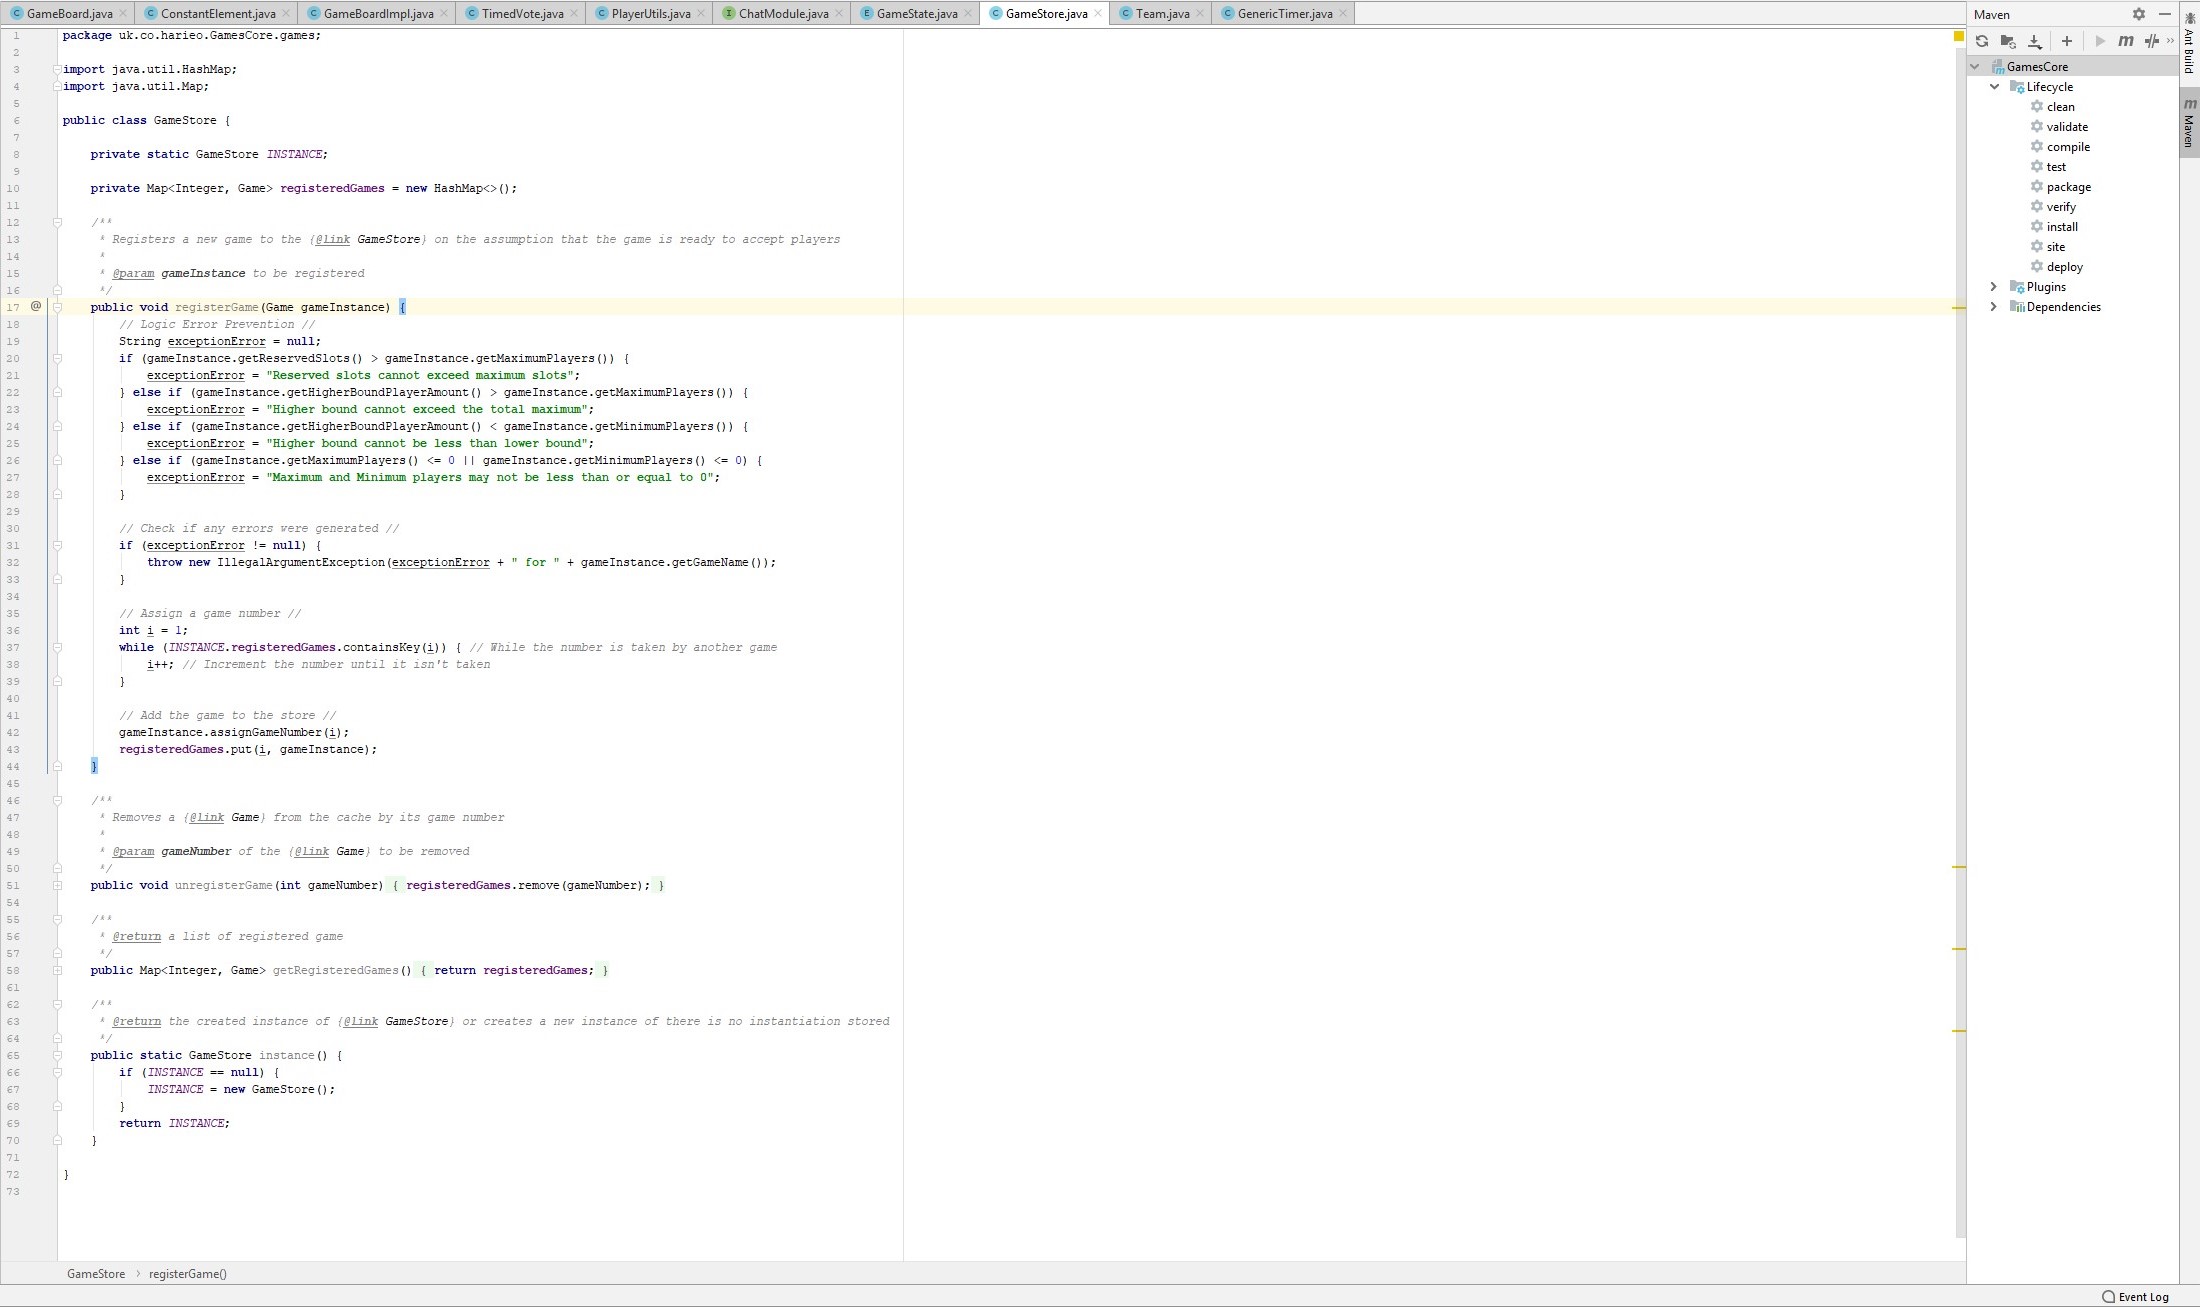 GameBoard.java ConstantElement.java GameBoardImpl.java TimedVote.java PlayerUtils.java ChatModule.java GameState.java GameStore.java Team.java GenericTimer.java
1 package uk.co.harieo.GamesCore.games;
2
3 import java.util.HashMap;
4 import java.util.Map;
5
6 public class GameStore {
7
8 private static GameStore INSTANCE;
9
10 private Map<Integer, Game> registeredGames = new HashMap<>();
11
12 /**
13 * Registers a new game to the {@link GameStore} on the assumption that the game is ready to accept players
14 *
15 * @param gameInstance to be registered
16 */
17 @ public void registerGame(Game gameInstance) {
18 // Logic Error Prevention //
19 String exceptionError = null;
20 if (gameInstance.getReservedSlots() > gameInstance.getMaximumPlayers()) {
21 exceptionError = "Reserved slots cannot exceed maximum slots";
22 } else if (gameInstance.getHigherBoundPlayerAmount() > gameInstance.getMaximumPlayers()) {
23 exceptionError = "Higher bound cannot exceed the total maximum";
24 } else if (gameInstance.getHigherBoundPlayerAmount() < gameInstance.getMinimumPlayers()) {
25 exceptionError = "Higher bound cannot be less than lower bound";
26 } else if (gameInstance.getMaximumPlayers() <= 0 || gameInstance.getMinimumPlayers() <= 0) {
27 exceptionError = "Maximum and Minimum players may not be less than or equal to 0";
28 }
29
30 // Check if any errors were generated //
31 if (exceptionError != null) {
32 throw new IllegalArgumentException(exceptionError + " for " + gameInstance.getGameName());
33 }
34
35 // Assign a game number //
36 int i = 1;
37 while (INSTANCE.registeredGames.containsKey(i)) { // While the number is taken by another game
38 i++; // Increment the number until it isn't taken
39 }
40
41 // Add the game to the store //
42 gameInstance.assignGameNumber(i);
43 registeredGames.put(i, gameInstance);
44 }
45
46 /**
47 * Removes a {@link Game} from the cache by its game number
48 *
49 * @param gameNumber of the {@link Game} to be removed
50 */
51 public void unregisterGame(int gameNumber) { registeredGames.remove(gameNumber); }
54
55 /**
56 * @return a list of registered game
57 */
58 public Map<Integer, Game> getRegisteredGames() { return registeredGames; }
61
62 /**
63 * @return the created instance of {@link GameStore} or creates a new instance of there is no instantiation stored
64 */
65 public static GameStore instance() {
66 if (INSTANCE == null) {
67 INSTANCE = new GameStore();
68 }
69 return INSTANCE;
70 }
71
72 }
73
GameStore › registerGame()
Maven
GamesCore
Lifecycle
clean
validate
compile
test
package
verify
install
site
deploy
Plugins
Dependencies
Ant Build
Maven
Event Log